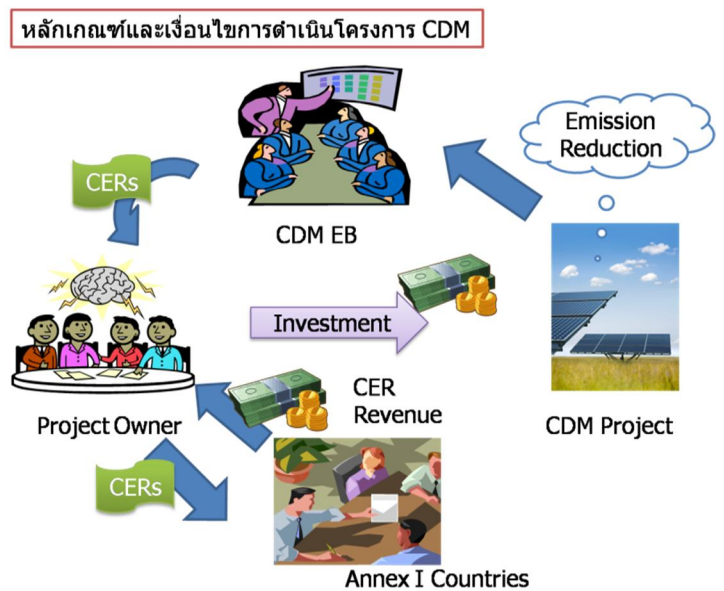 หลักเกณฑ์และเงื่อนไขการดำเนินโครงการ CDM
Emission
Reduction
CERs
CDM EB
Investment
CER
Revenue
Project Owner
CDM Project
CERs
Annex I Countries